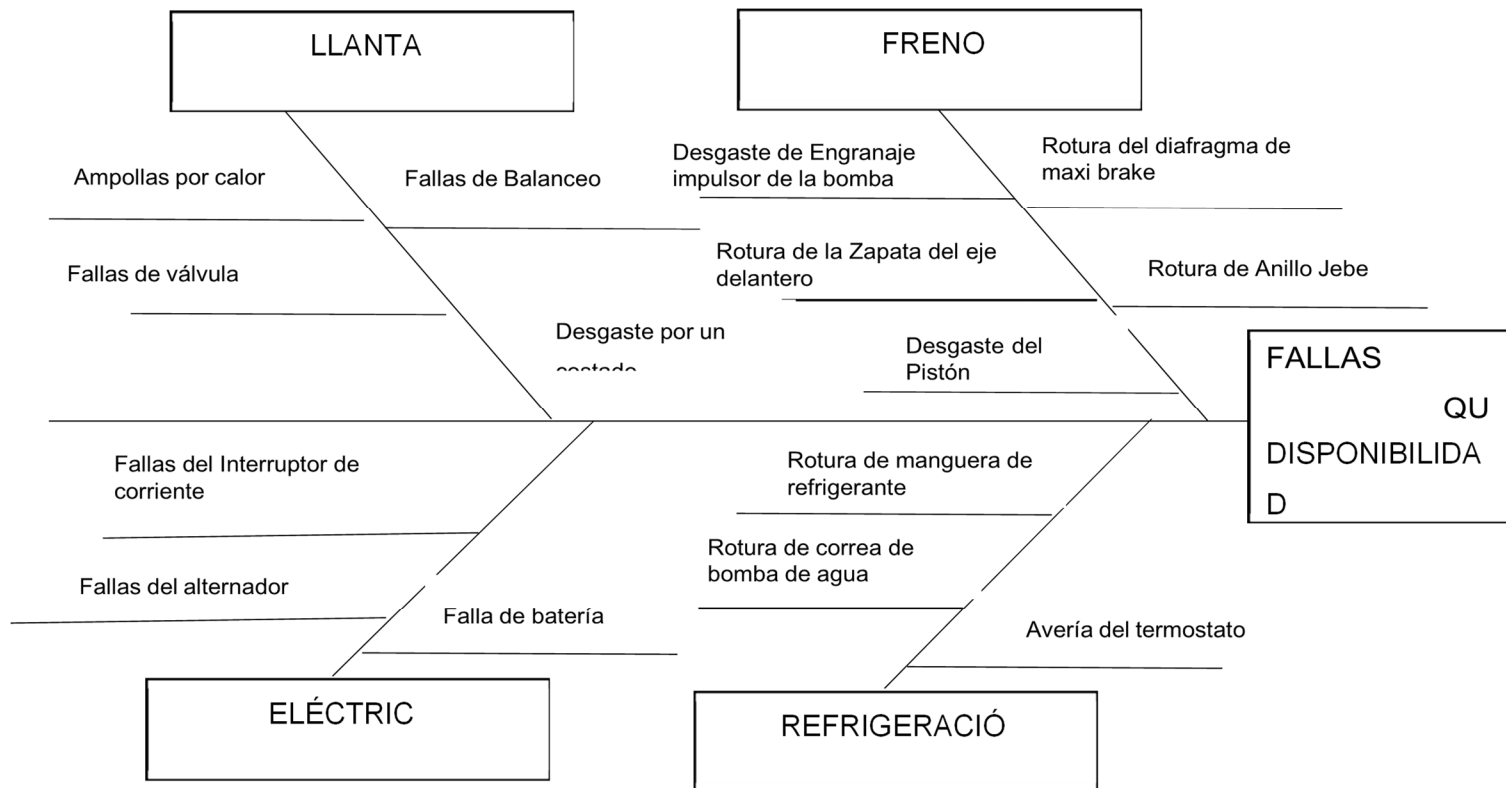 LLANTA
FRENO
Ampollas por calor
Fallas de Balanceo
Desgaste de Engranaje
impulsor de la bomba
Rotura del diafragma de
maxi brake
Fallas de válvula
Rotura de la Zapata del eje
delantero
Rotura de Anillo Jebe
Desgaste por un
Desgaste del
Pistón
FALLAS
QU
DISPONIBILIDA
D
Fallas del Interruptor de
corriente
Rotura de manguera de
refrigerante
Fallas del alternador
Falla de batería
Rotura de correa de
bomba de agua
Avería del termostato
ELÉCTRIC
REFRIGERACIÓ